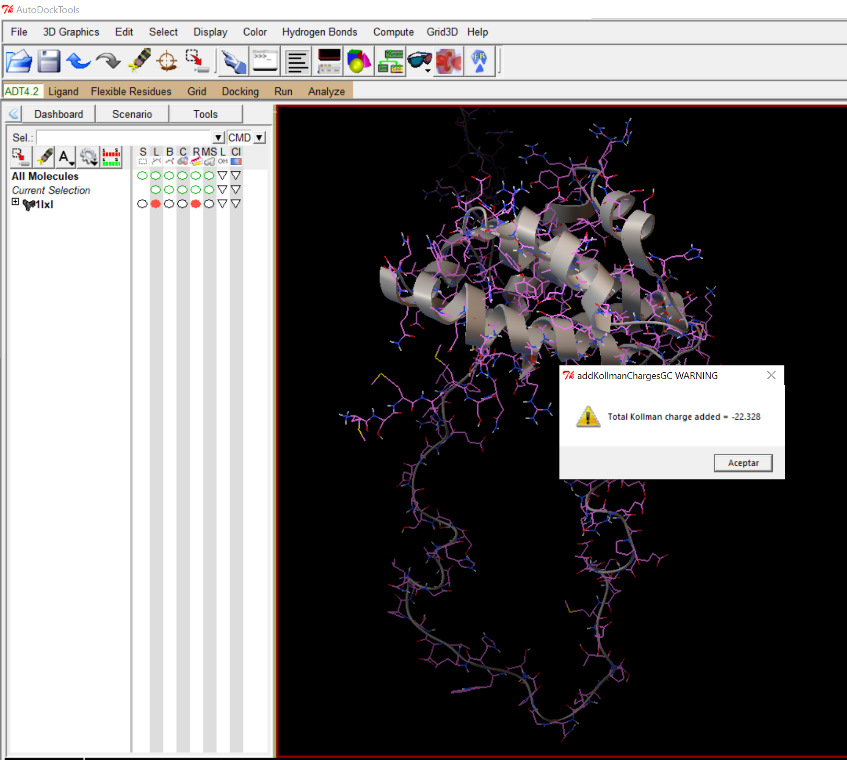 AutoDockTools
File 3D Graphics Edit Select Display Color Hydrogen Bonds Compute Grid3D Help
ADT4.2 Ligand Flexible Residues Grid Docking Run Analyze
Dashboard Scenario Tools
Sel.: CMD
S L B C R MS L Cl
All Molecules
Current Selection
1lxl
addKollmanChargesGC WARNING
Total Kollman charge added = -22.328
Aceptar